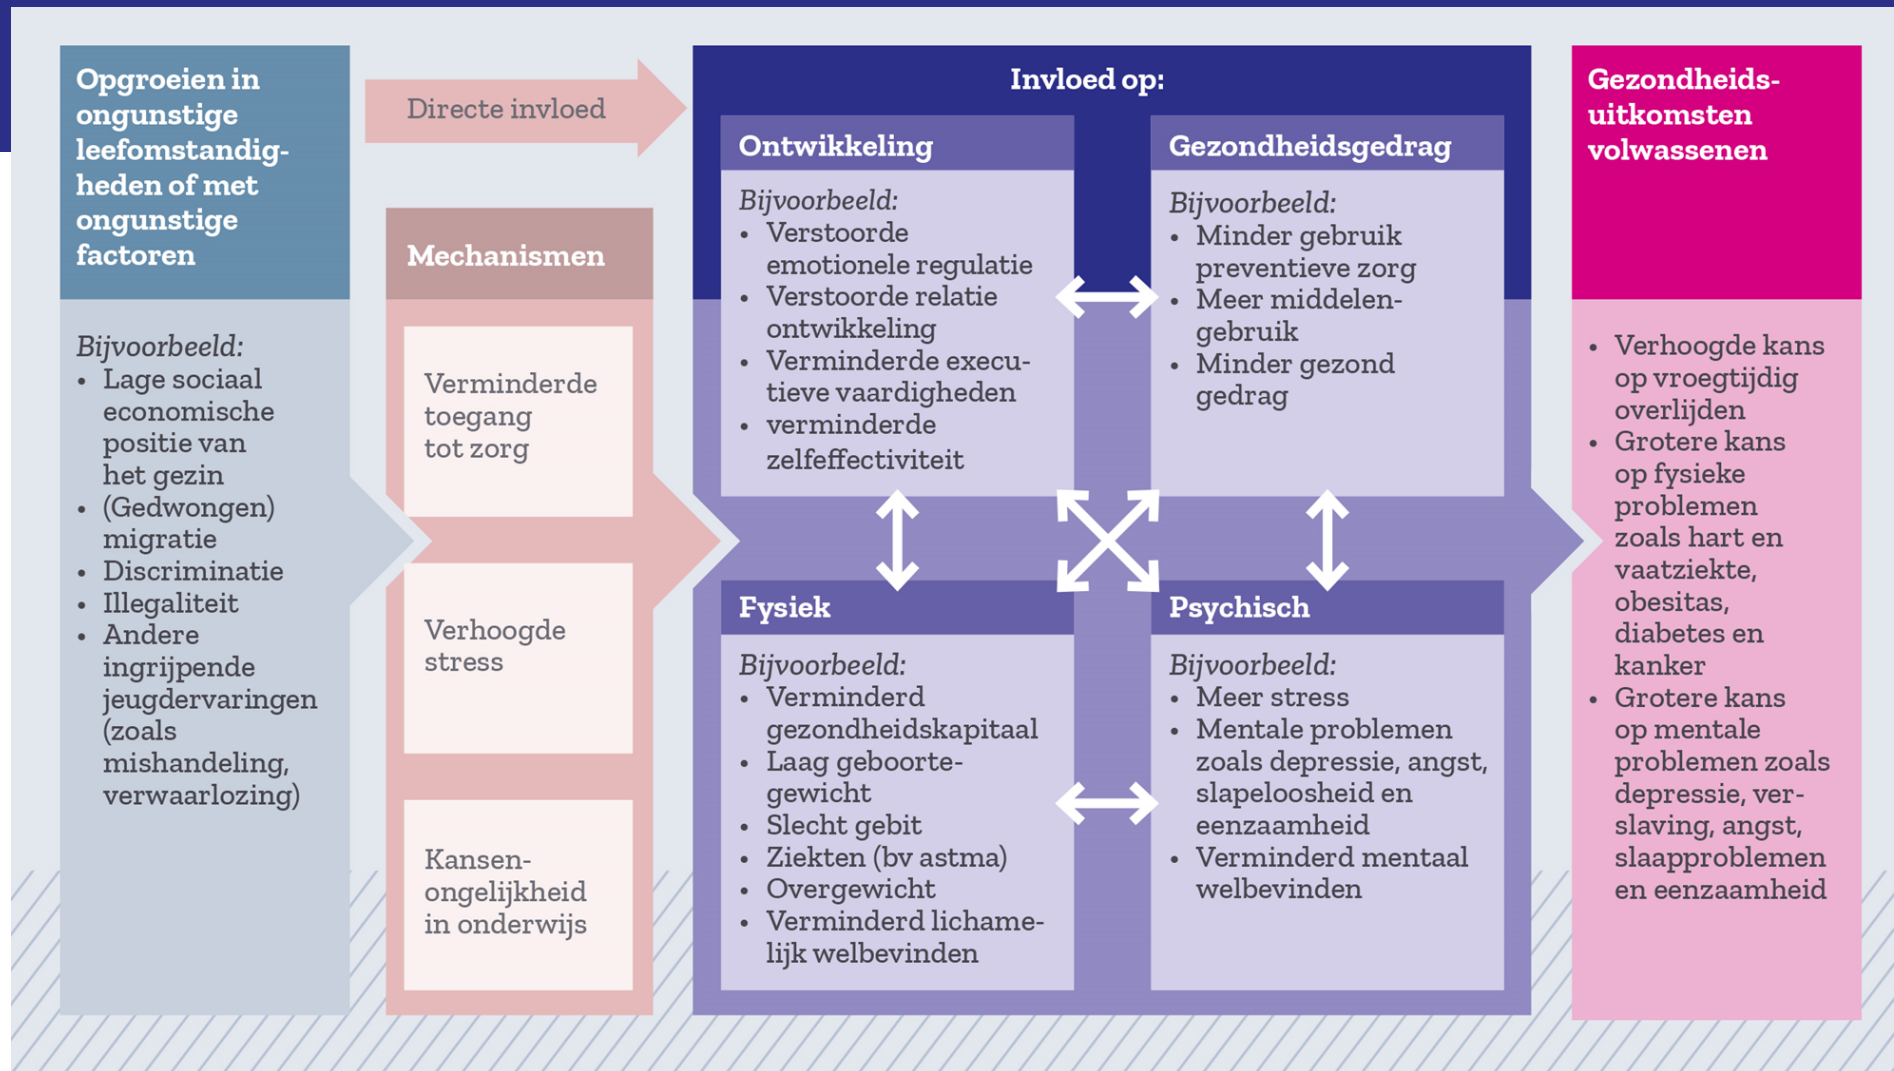 Opgroeien in
ongunstige
leefomstandig-
heden of met
ongunstige
factoren
Bijvoorbeeld:
• Lage sociaal
economische
positie van
het gezin
• (Gedwongen)
migratie
• Discriminatie
• Illegaliteit
• Andere
ingrijpende
jeugdervaringen
(zoals
mishandeling,
verwaarlozing)
Directe invloed
Mechanismen
Verminderde
toegang
tot zorg
Verhoogde
stress
Kansen-
ongelijkheid
in onderwijs
Invloed op:
Ontwikkeling
Bijvoorbeeld:
• Verstoorde
emotionele regulatie
• Verstoorde relatie
ontwikkeling
• Verminderde execu-
tieve vaardigheden
• verminderde
zelfeffectiviteit
Gezondheidsgedrag
Bijvoorbeeld:
• Minder gebruik
preventieve zorg
• Meer middelen-
gebruik
• Minder gezond
gedrag
Fysiek
Bijvoorbeeld:
• Verminderd
gezondheidskapitaal
• Laag geboorte-
gewicht
• Slecht gebit
• Ziekten (bv astma)
• Overgewicht
• Verminderd lichame-
lijk welbevinden
Psychisch
Bijvoorbeeld:
• Meer stress
• Mentale problemen
zoals depressie, angst,
slapeloosheid en
eenzaamheid
• Verminderd mentaal
welbevinden
Gezondheids-
uitkomsten
volwassenen
• Verhoogde kans
op vroegtijdig
overlijden
• Grotere kans
op fysieke
problemen
zoals hart en
vaatziekte,
obesitas,
diabetes en
kanker
• Grotere kans
op mentale
problemen zoals
depressie, ver-
slaving, angst,
slaapproblemen
en eenzaamheid